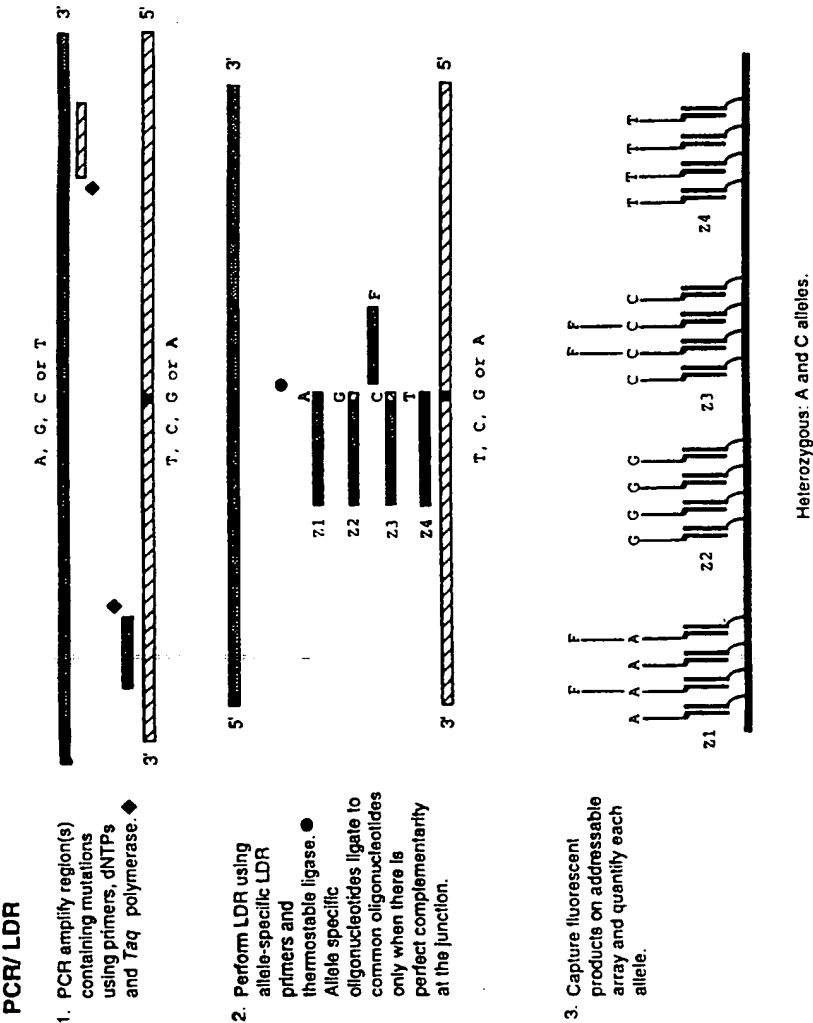 PCR/ LDR
1. PCR amplify region(s)
containing mutations
using primers, dNTPs
and Taq polymerase. ◆
3'
A, G, C or T
3' 5'
T, C, G or A
2. Perform LDR using
allele-specific LDR
primers and
thermostable ligase. ●
Allele specific
oligonucleotides ligate to
common oligonucleotides
only when there is
perfect complementarity
at the junction.
5' 3'
Z1 A
Z2 G
Z3 C F
Z4 T
3' 5'
T, C, G or A
3. Capture fluorescent
products on addressable
array and quantify each
allele.
F F F F
A A A A G G G G C C C C T T T T
Z1 Z2 Z3 Z4
Heterozygous: A and C alleles.